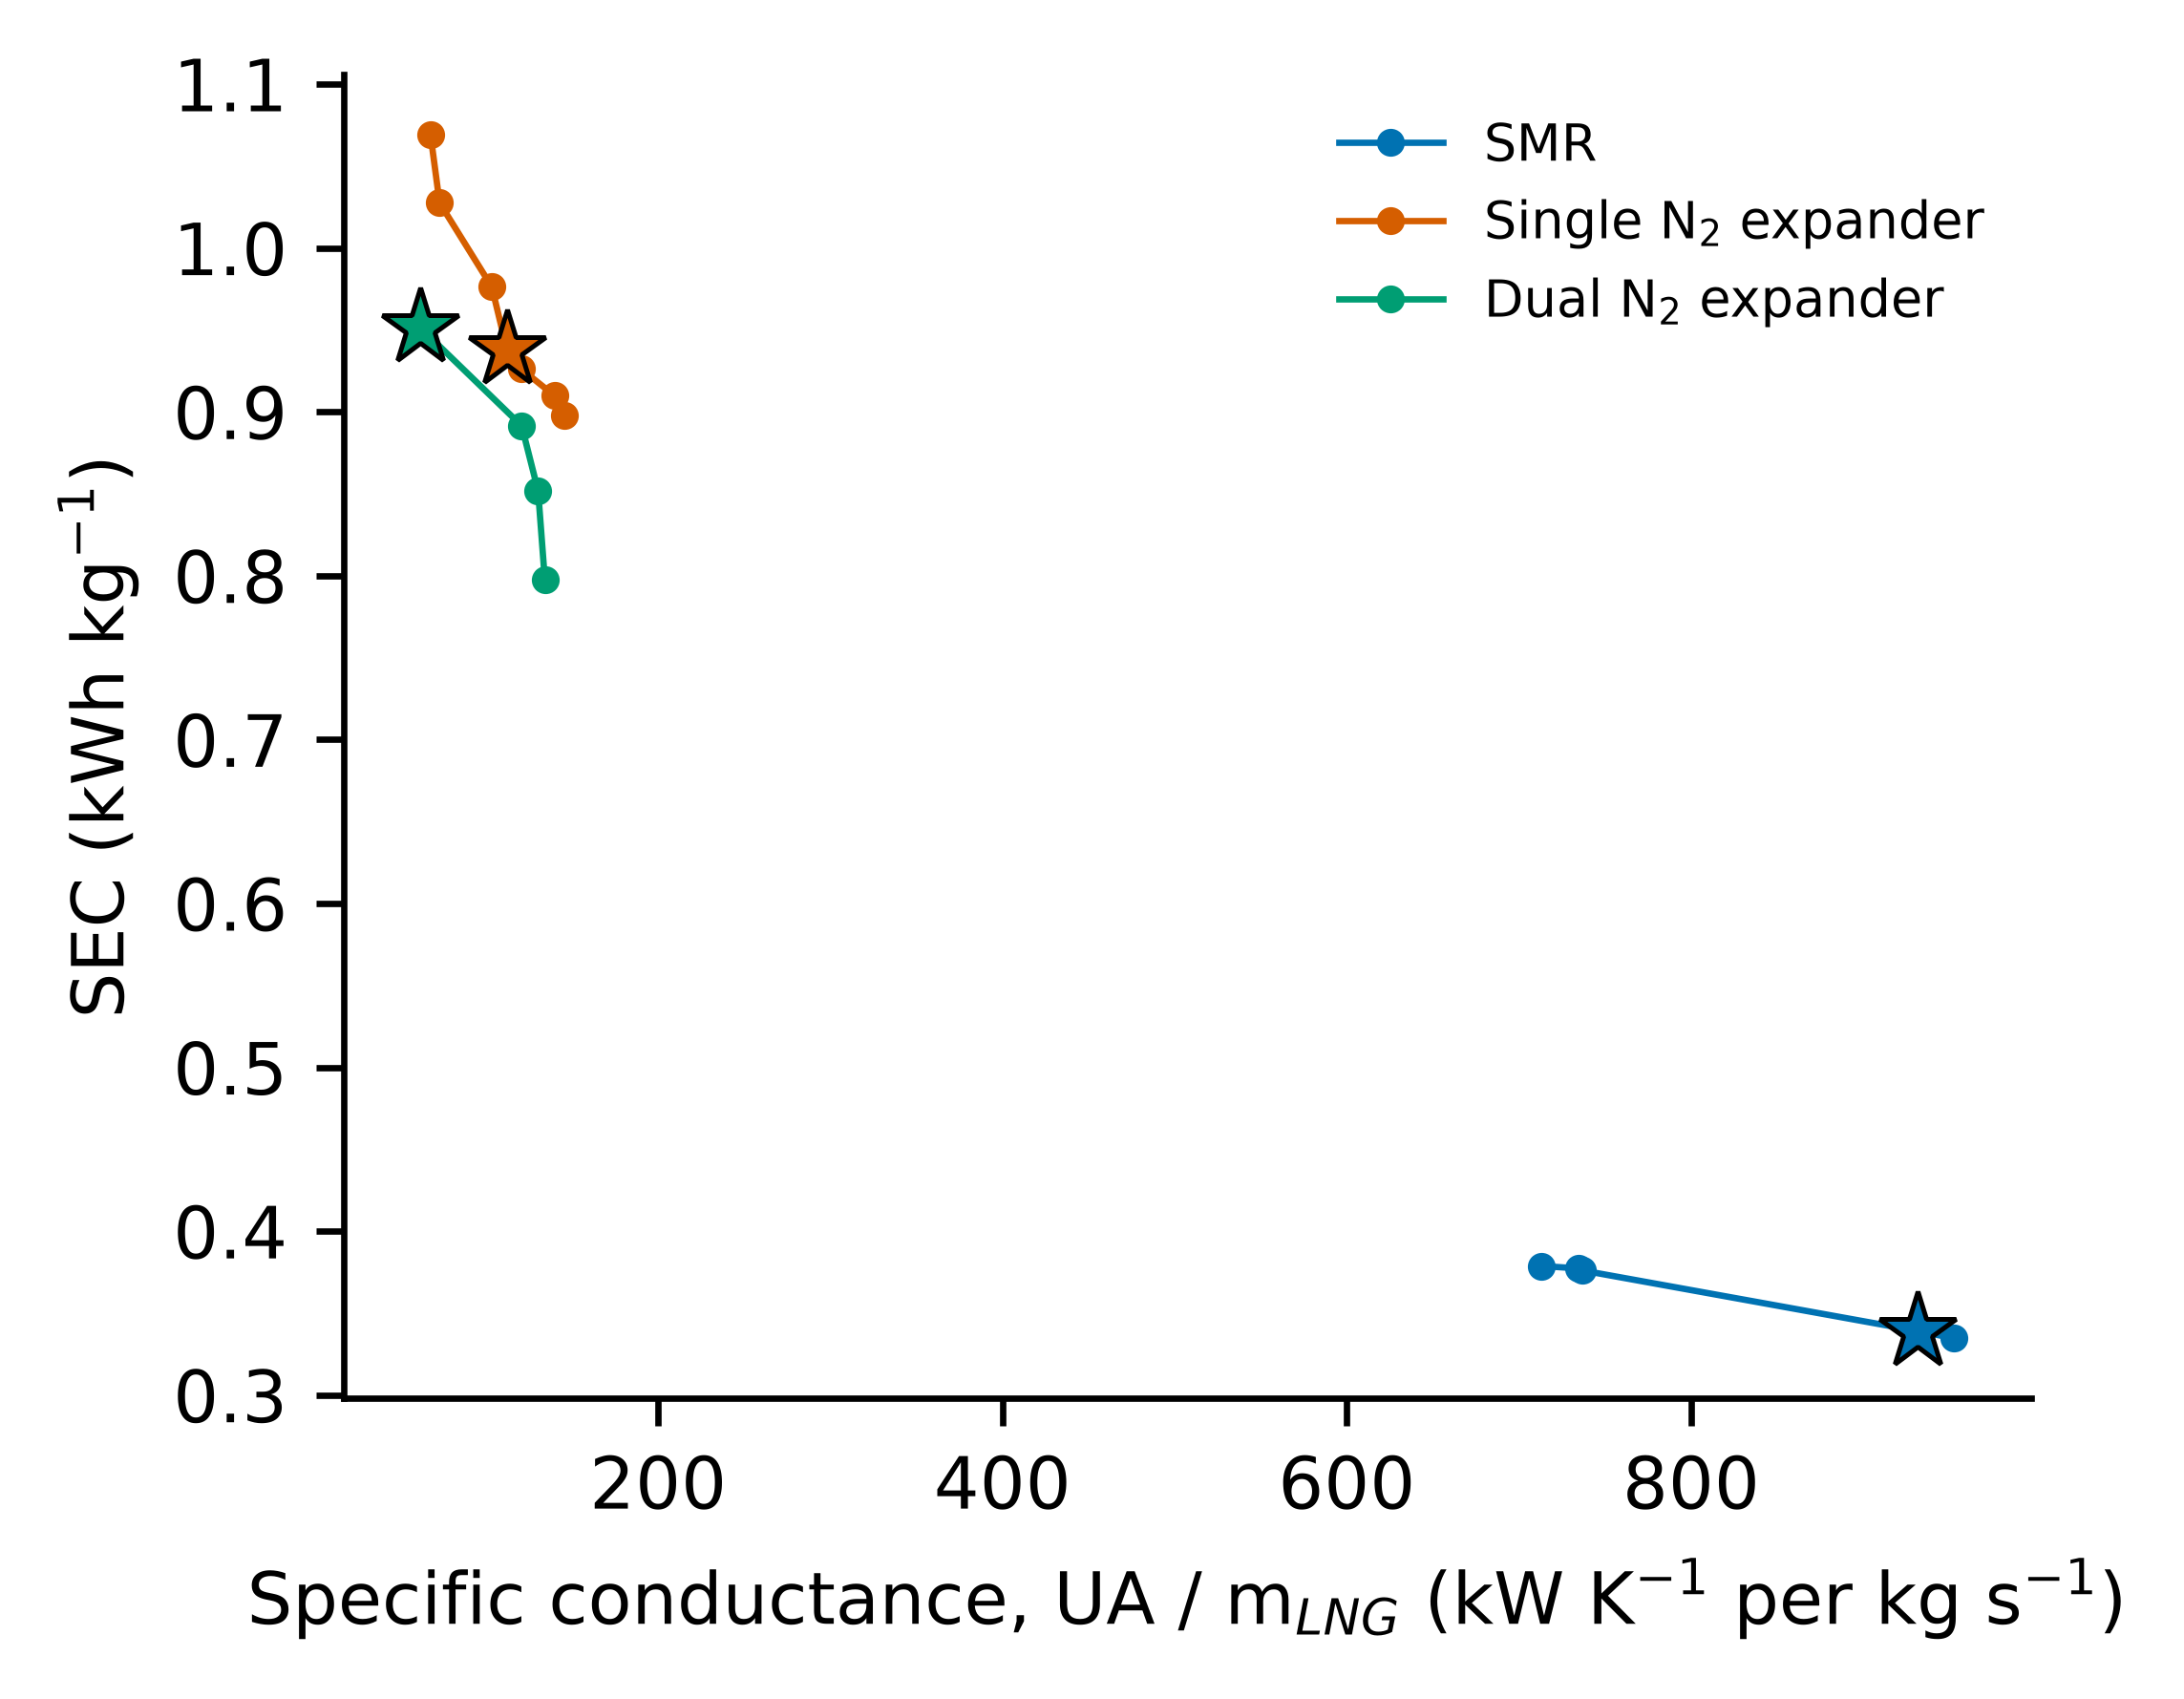 SEC (kWh kg⁻¹)
1.1
1.0
0.9
0.8
0.7
0.6
0.5
0.4
0.3
SMR
Single N₂ expander
Dual N₂ expander
200 400 600 800
Specific conductance, UA / m_LNG (kW K⁻¹ per kg s⁻¹)